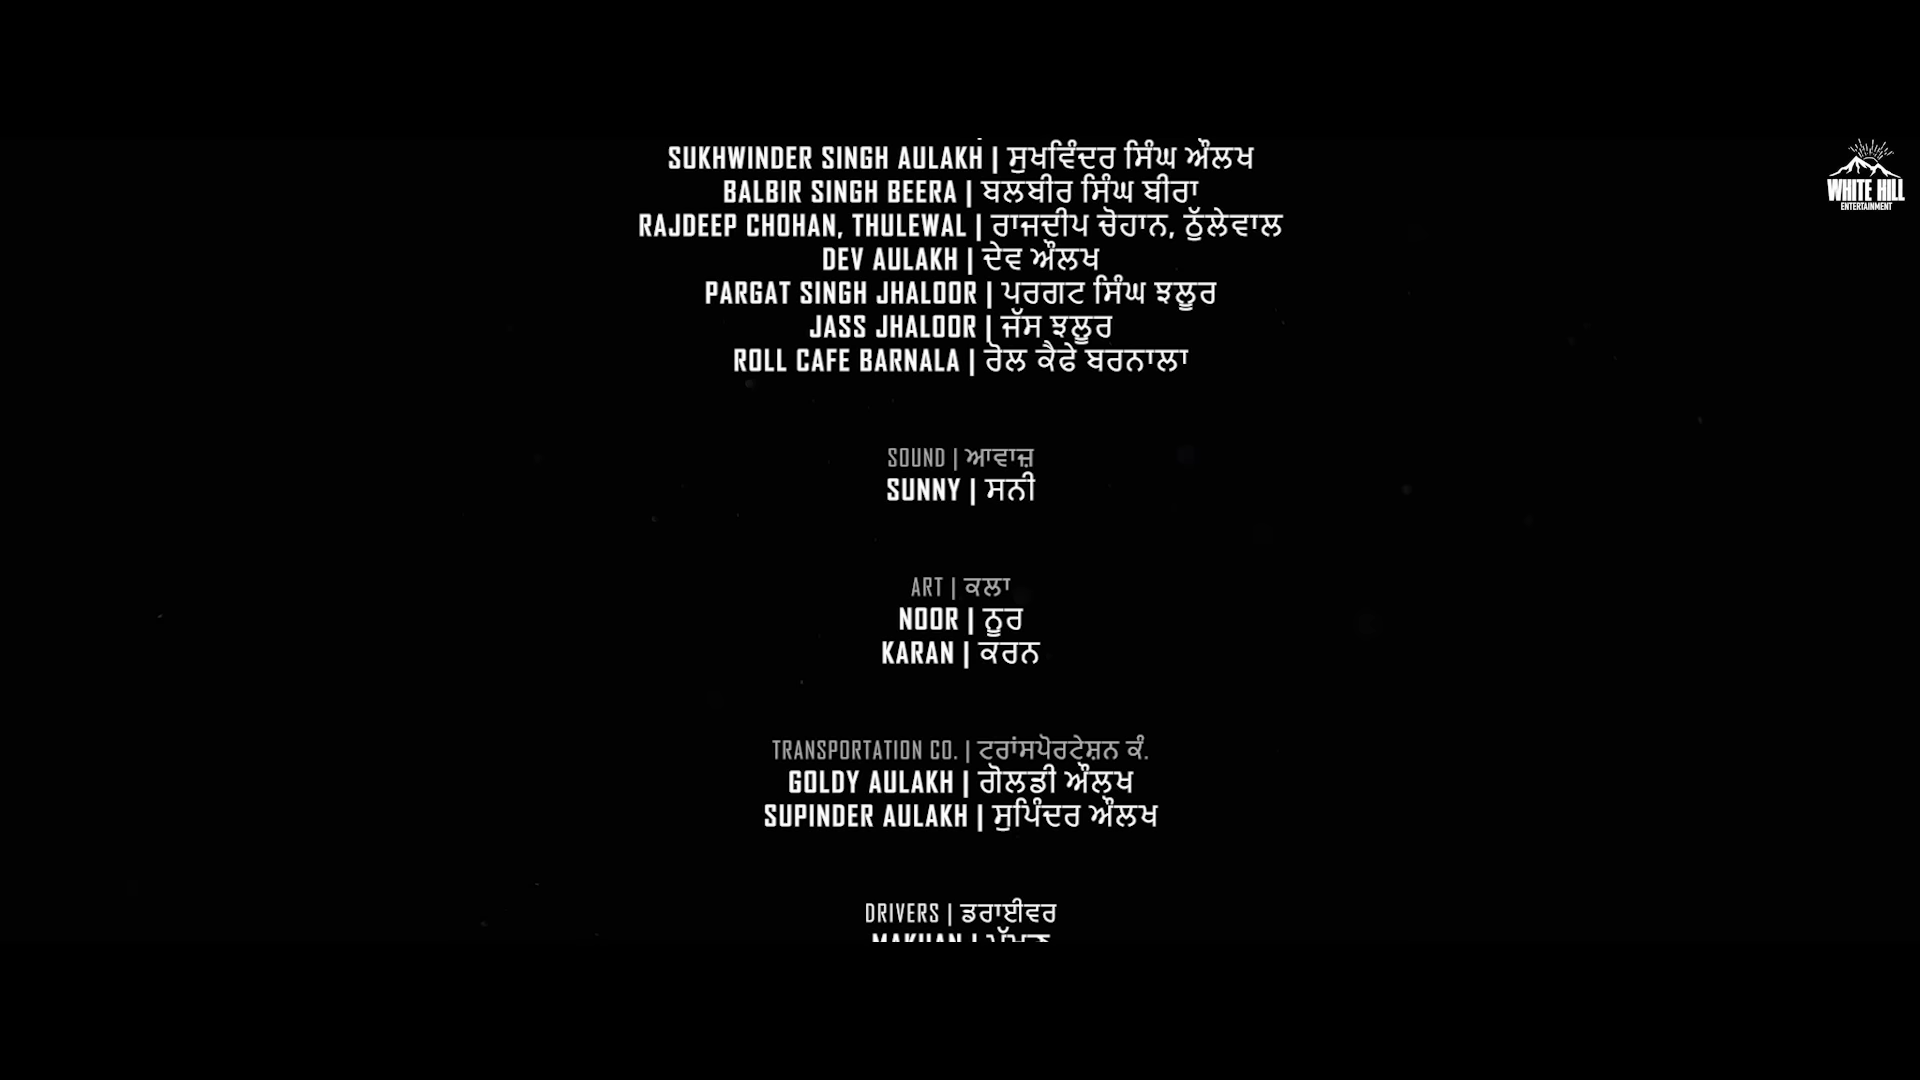 SUKHWINDER SINGH AULAKH | ਸੁਖਵਿੰਦਰ ਸਿੰਘ ਔਲਖ
BALBIR SINGH BEERA | ਬਲਬੀਰ ਸਿੰਘ ਬੀਰਾ
RAJDEEP CHOHAN, THULEWAL | ਰਾਜਦੀਪ ਚੋਹਾਨ, ਠੁੱਲੇਵਾਲ
DEV AULAKH | ਦੇਵ ਔਲਖ
PARGAT SINGH JHALOOR | ਪਰਗਟ ਸਿੰਘ ਝਲੂਰ
JASS JHALOOR | ਜੱਸ ਝਲੂਰ
ROLL CAFE BARNALA | ਰੋਲ ਕੈਫੇ ਬਰਨਾਲਾ
SOUND | ਆਵਾਜ਼
SUNNY | ਸਨੀ
ART | ਕਲਾ
NOOR | ਨੂਰ
KARAN | ਕਰਨ
TRANSPORTATION CO. | ਟਰਾਂਸਪੋਰਟੇਸ਼ਨ ਕੰ.
GOLDY AULAKH | ਗੋਲਡੀ ਔਲਖ
SUPINDER AULAKH | ਸੁਪਿੰਦਰ ਔਲਖ
DRIVERS | ਡਰਾਈਵਰ
WHITE HILL
ENTERTAINMENT